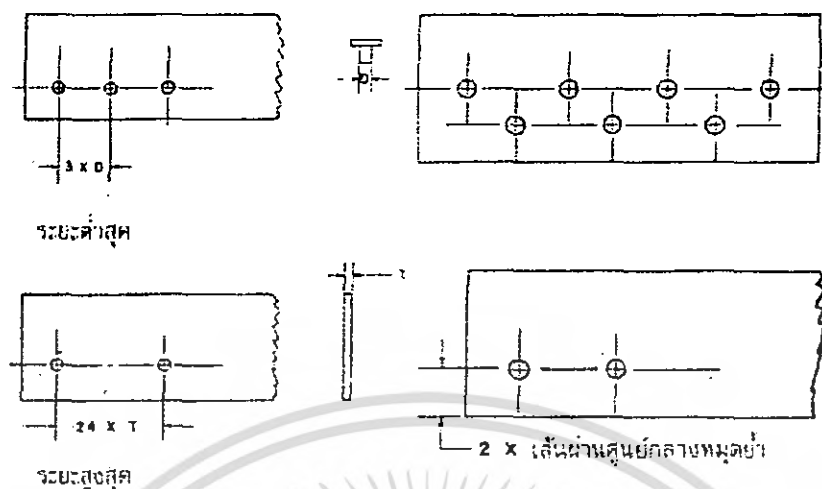 3 X D
D
ระยะต่ำสุด
T
24 X T
2 X เส้นผ่านศูนย์กลางหมุดย้ำ
ระยะสูงสุด